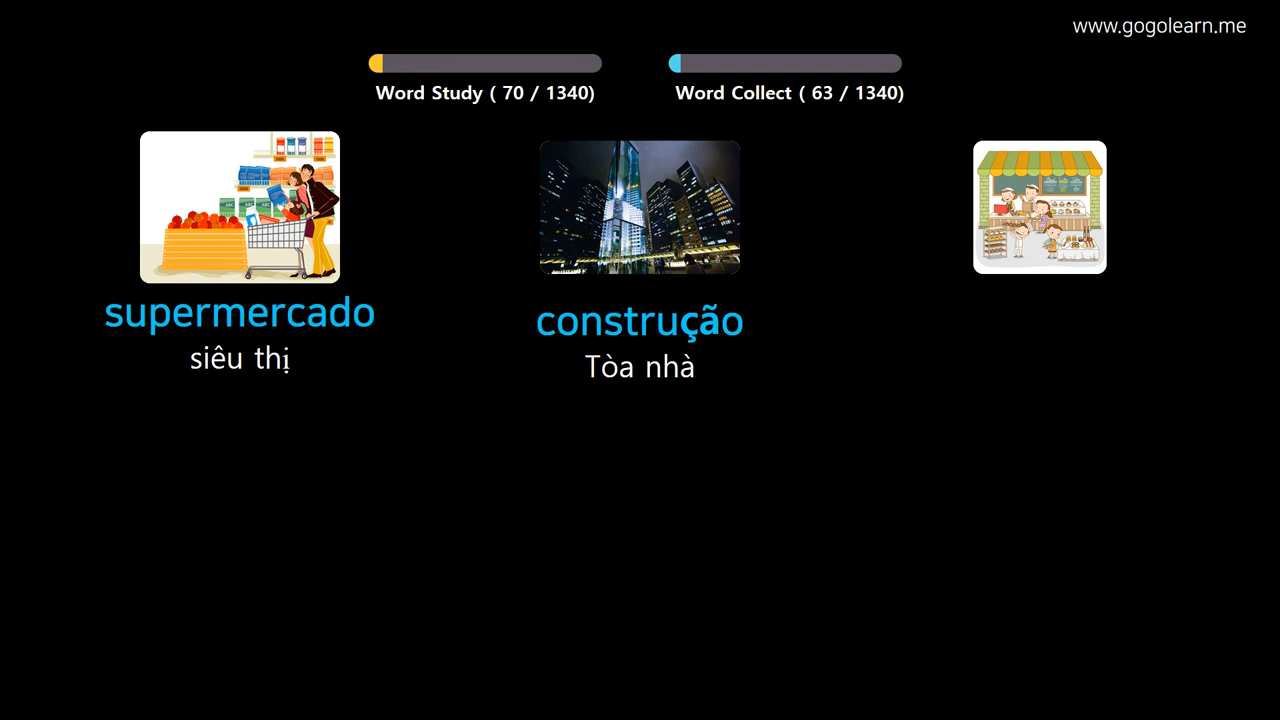 www.gogolearn.me
Word Study ( 70 / 1340)
Word Collect ( 63 / 1340)
supermercado
siêu thị
construção
Tòa nhà